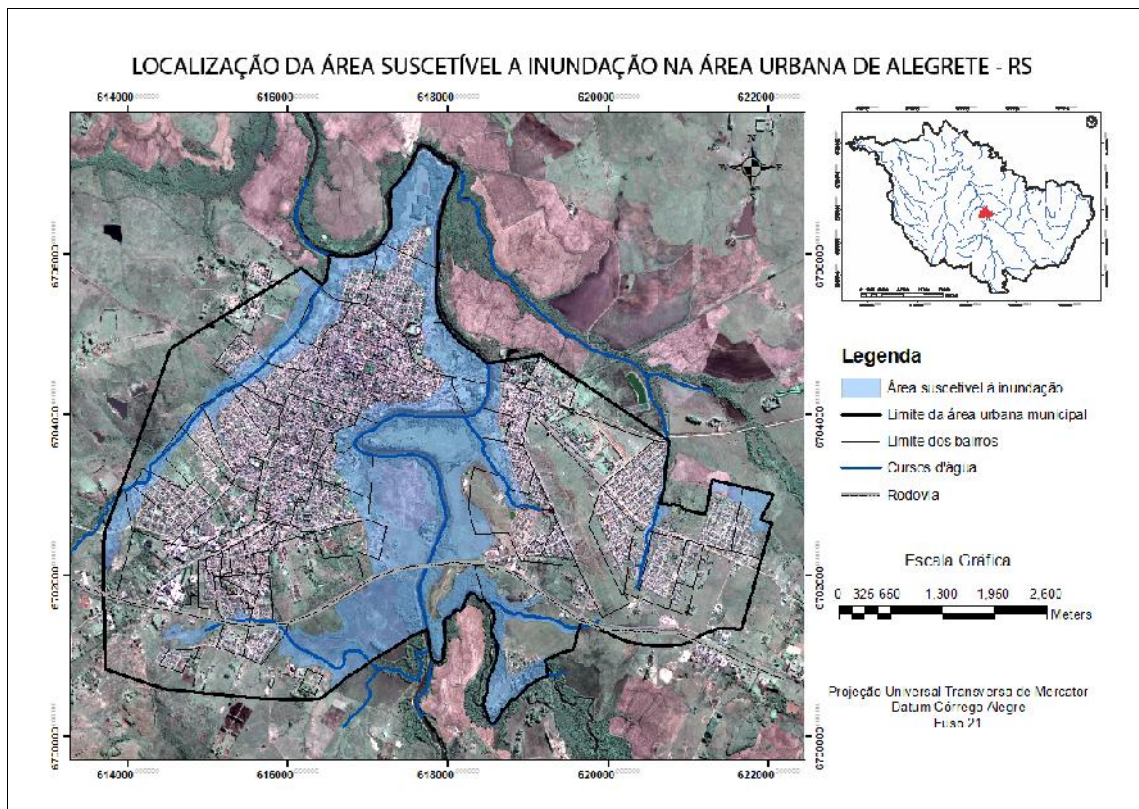 LOCALIZAÇÃO DA ÁREA SUSCETÍVEL A INUNDAÇÃO NA ÁREA URBANA DE ALEGRETE - RS
614000 616000 618000 620000 622000
N
6704000 6704000
6702000 6702000
6700000 6700000
614000 616000 618000 620000 622000
Legenda
Área suscetível à inundação
Limite da área urbana municipal
Limite dos bairros
Cursos d'água
Rodovia
Escala Gráfica
0 325 650 1,300 1,950 2,600
Meters
Projeção Universal Transversa de Mercator
Datum Córrego Alegre
Fuso 21